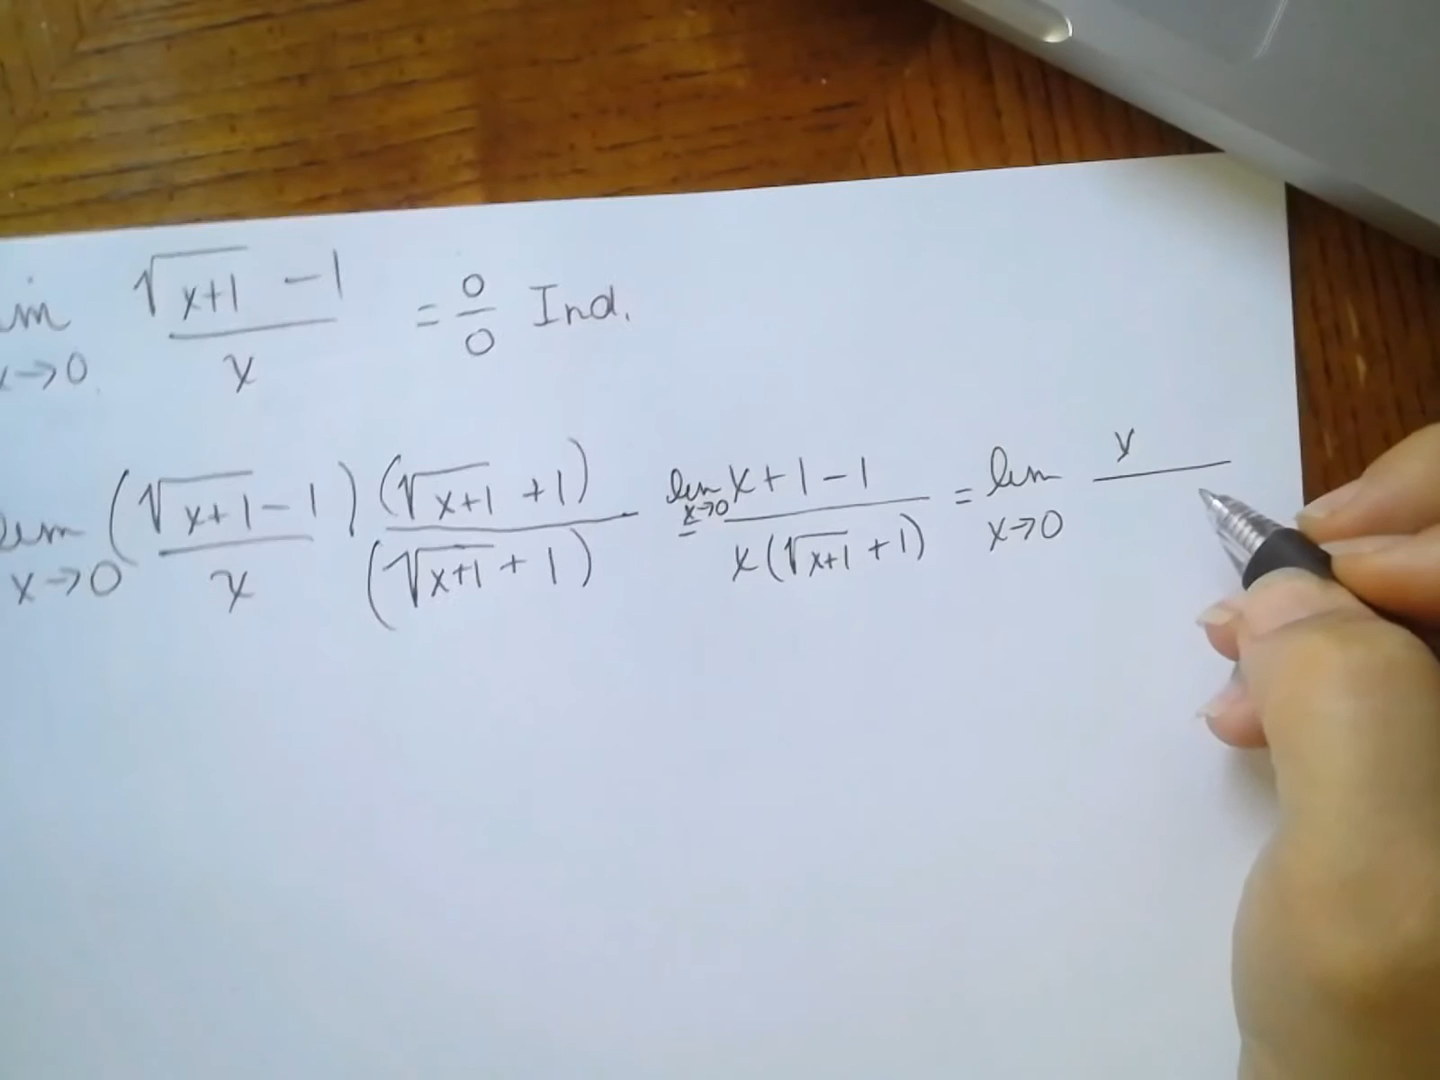 im √(x+1) - 1 / x = 0/0 Ind.
x→0
lim (√(x+1) - 1 / x) (√(x+1) + 1) / (√(x+1) + 1) = lim x→0 x + 1 - 1 / x(√(x+1) + 1) = lim x /
x→0 x→0